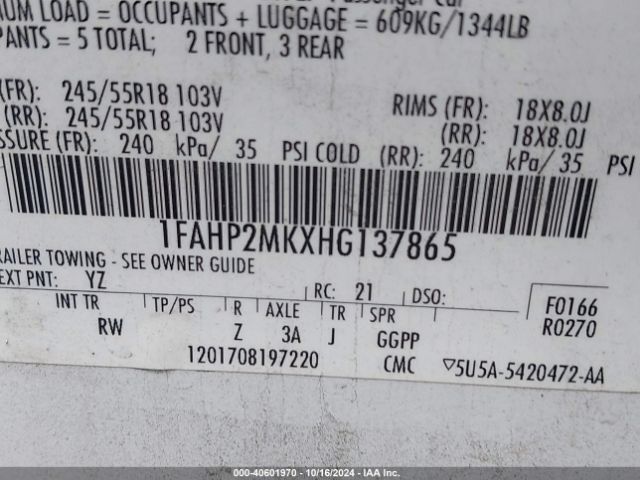 UM LOAD = OCCUPANTS + LUGGAGE = 609KG/1344LB
PANTS = 5 TOTAL; 2 FRONT, 3 REAR
(FR): 245/55R18 103V RIMS (FR): 18X8.0J
(RR): 245/55R18 103V (RR): 18X8.0J
SSURE (FR): 240 kPa/ 35 PSI COLD (RR): 240 kPa/ 35 PSI
1FAHP2MKXHG137865
RAILER TOWING - SEE OWNER GUIDE
EXT PNT: YZ RC: 21 DSO:
INT TR TP/PS R AXLE TR SPR F0166
RW Z 3A J GGPP R0270
1201708197220 CMC ▽5U5A-5420472-AA
000-40601970 - 10/16/2024 - IAA Inc.